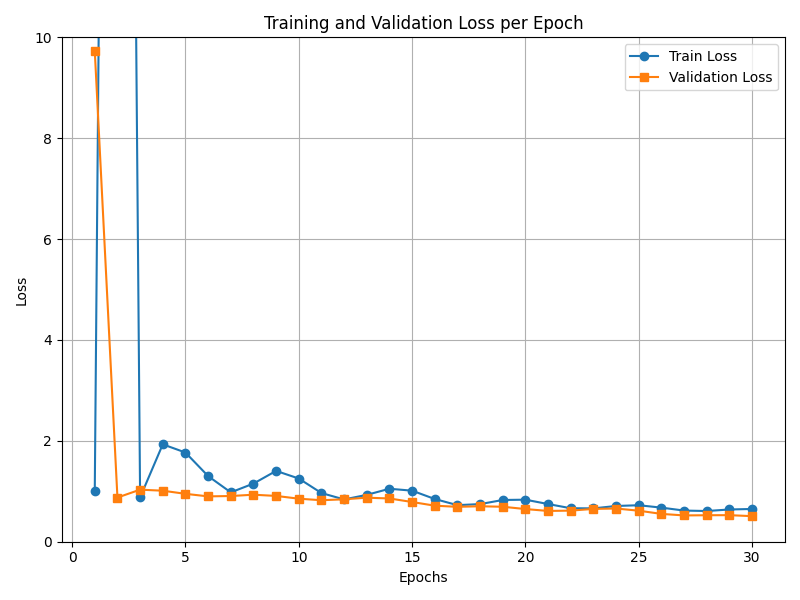 Training and Validation Loss per Epoch
Train Loss
Validation Loss
Loss
10
8
6
4
2
0
0 5 10 15 20 25 30
Epochs